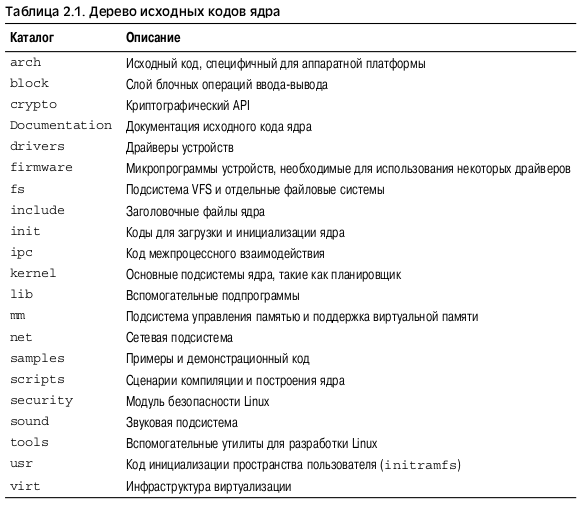 Таблица 2.1. Дерево исходных кодов ядра
Каталог Описание
arch Исходный код, специфичный для аппаратной платформы
block Слой блочных операций ввода-вывода
crypto Криптографический API
Documentation Документация исходного кода ядра
drivers Драйверы устройств
firmware Микропрограммы устройств, необходимые для использования некоторых драйверов
fs Подсистема VFS и отдельные файловые системы
include Заголовочные файлы ядра
init Коды для загрузки и инициализации ядра
ipc Код межпроцессного взаимодействия
kernel Основные подсистемы ядра, такие как планировщик
lib Вспомогательные подпрограммы
mm Подсистема управления памятью и поддержка виртуальной памяти
net Сетевая подсистема
samples Примеры и демонстрационный код
scripts Сценарии компиляции и построения ядра
security Модуль безопасности Linux
sound Звуковая подсистема
tools Вспомогательные утилиты для разработки Linux
usr Код инициализации пространства пользователя (initramfs)
virt Инфраструктура виртуализации